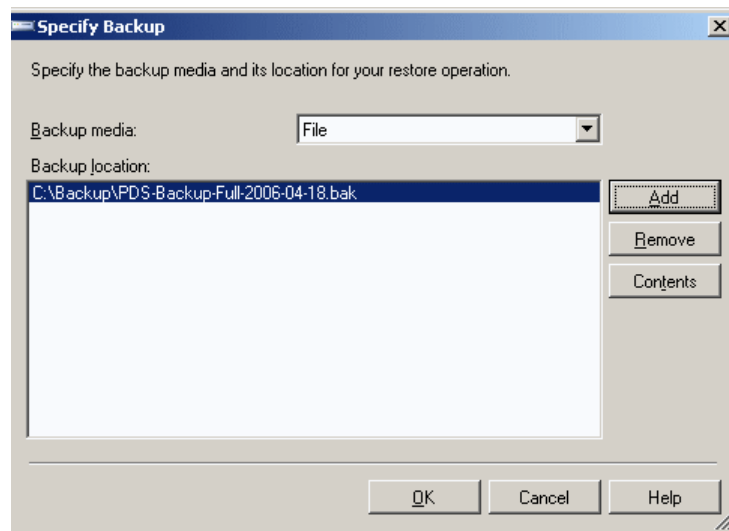 Specify Backup
Specify the backup media and its location for your restore operation.
Backup media:
File
Backup location:
C:\Backup\PDS-Backup-Full-2006-04-18.bak
Add
Remove
Contents
OK
Cancel
Help